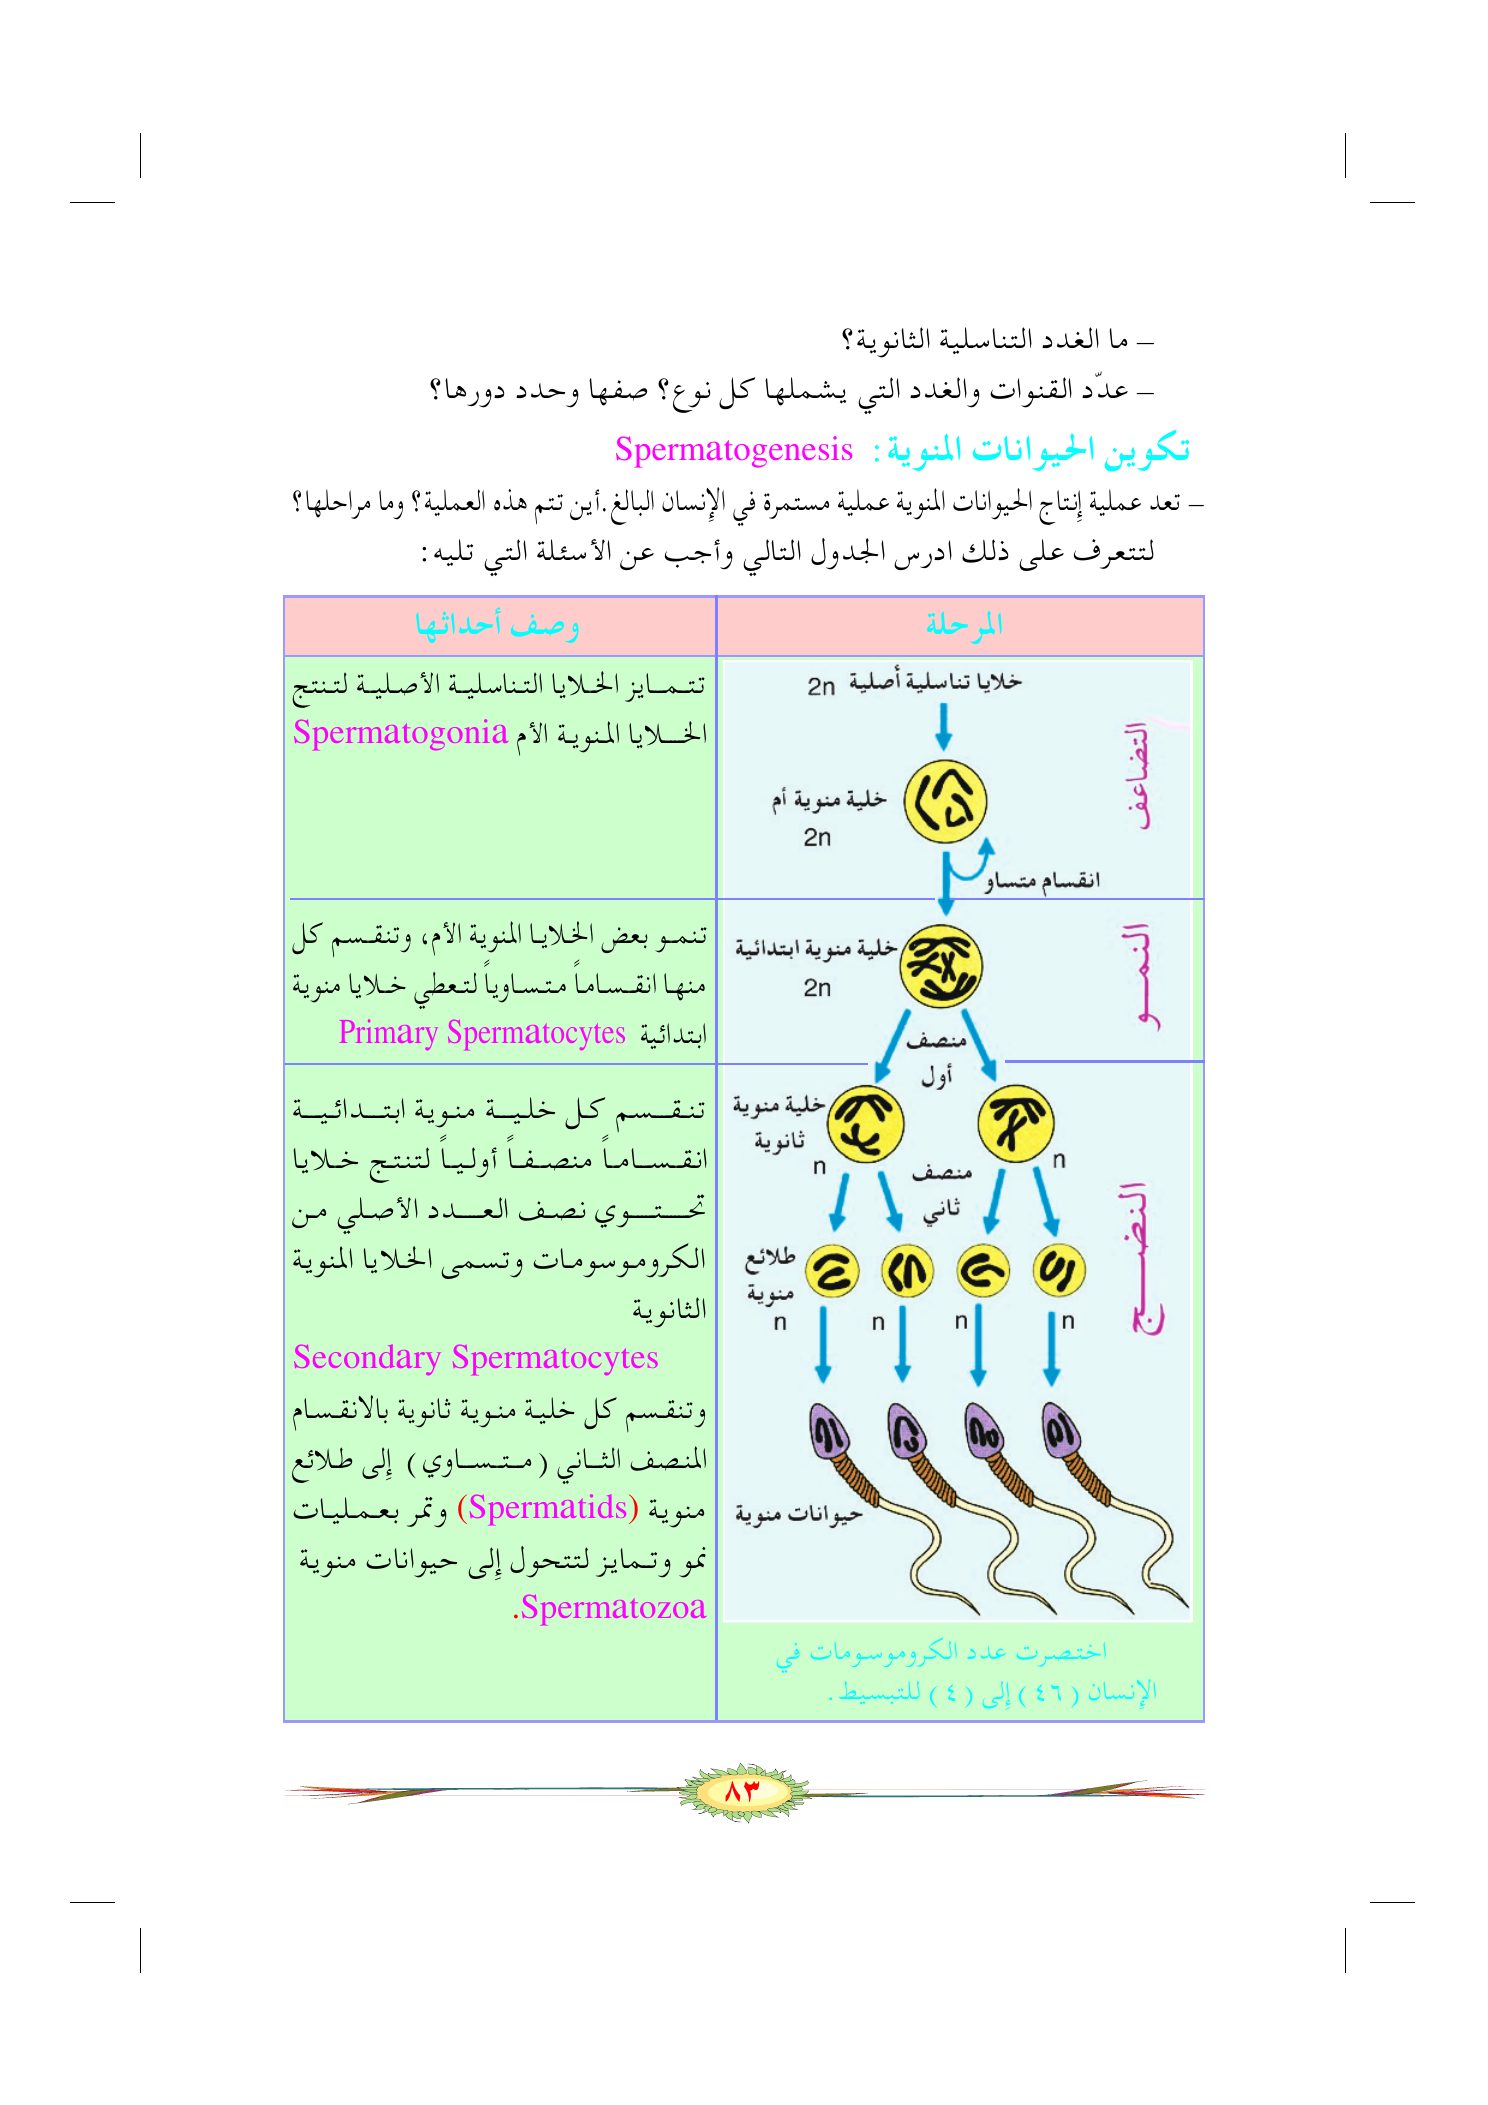 – ما الغدد التناسلية الثانوية؟
– عدّد القنوات والغدد التي يشملها كل نوع؟ صفها وحدد دورها؟
تكوين الحيوانات المنوية : Spermatogenesis
– تعد عملية إنتاج الحيوانات المنوية عملية مستمرة في الإنسان البالغ.أين تتم هذه العملية؟ وما مراحلها؟
لتتعرف على ذلك ادرس الجدول التالي وأجب عن الأسئلة التي تليه :
المرحلة
وصف أحداثها
خلايا تناسلية أصلية 2n
التضاعف
خلية منوية أم
2n
انقسام متساو
تتمايز الخلايا التناسلية الأصلية لتنتج
الخلايا المنوية الأم Spermatogonia
النمو
خلية منوية ابتدائية
2n
تنمو بعض الخلايا المنوية الأم، وتنقسم كل
منها انقساماً متساوياً لتعطي خلايا منوية
ابتدائية Primary Spermatocytes
منصف
أول
خلية منوية
ثانوية
n
n
منصف
ثاني
النضج
طلائع
منوية
n
n
n
n
حيوانات منوية
اختصرت عدد الكروموسومات في
الإنسان (٤٦) إلى (٤) للتبسيط .
تنقسم كل خلية منوية ابتدائية
انقساماً منصفاً أولياً لتنتج خلايا
تحتوي نصف العدد الأصلي من
الكروموسومات وتسمى الخلايا المنوية
الثانوية
Secondary Spermatocytes
وتنقسم كل خلية منوية ثانوية بالانقسام
المنصف الثاني (متساوي) إلى طلائع
منوية (Spermatids) وتمر بعمليات
نمو وتمايز لتتحول إلى حيوانات منوية
Spermatozoa.
٨٣